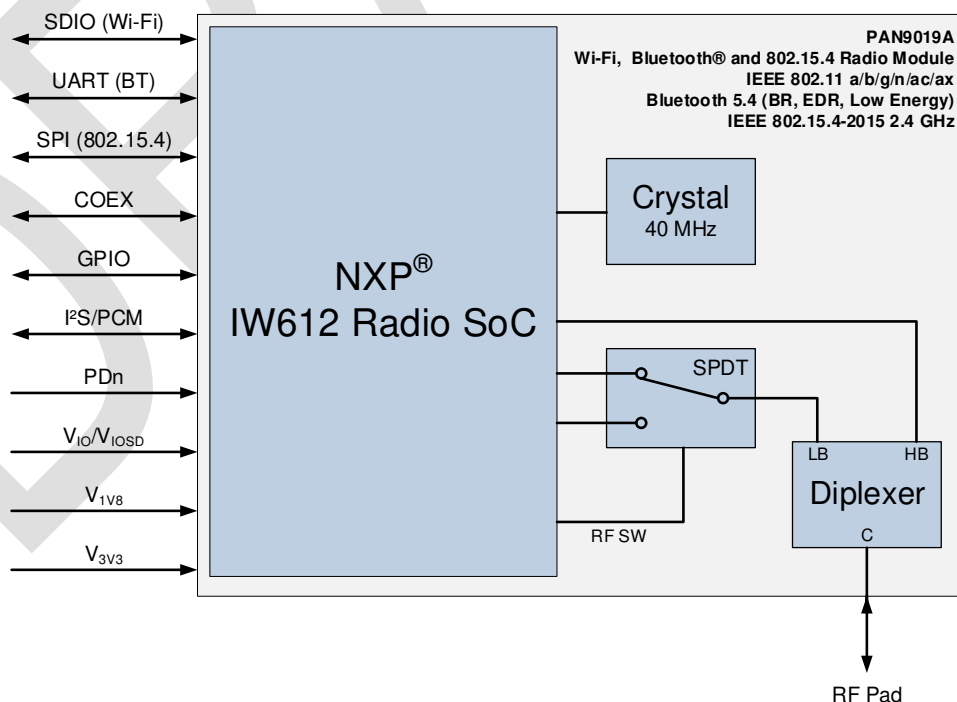 SDIO (Wi-Fi)
UART (BT)
SPI (802.15.4)
COEX
GPIO
I²S/PCM
PDn
VIO/VIOSD
V1V8
V3V3
PAN9019A
Wi-Fi, Bluetooth® and 802.15.4 Radio Module
IEEE 802.11 a/b/g/n/ac/ax
Bluetooth 5.4 (BR, EDR, Low Energy)
IEEE 802.15.4-2015 2.4 GHz
NXP®
IW612 Radio SoC
Crystal
40 MHz
SPDT
RF SW
LB HB
Diplexer
C
RF Pad